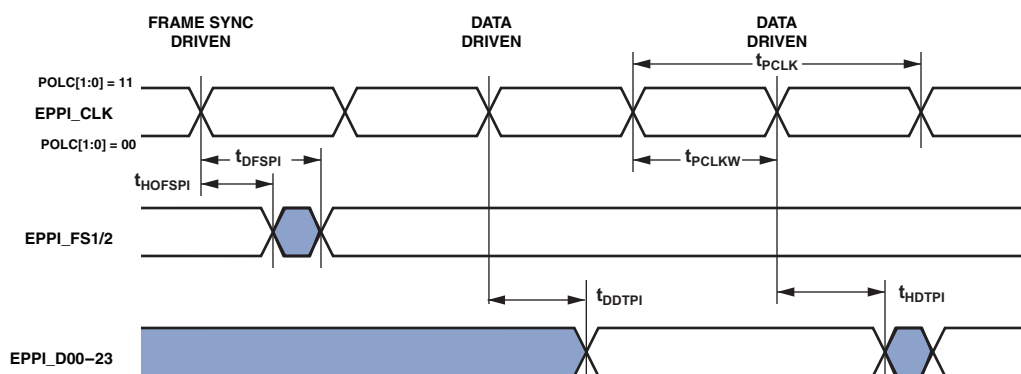 FRAME SYNC
DRIVEN
DATA
DRIVEN
DATA
DRIVEN
tPCLK
POLC[1:0] = 11
EPPI_CLK
POLC[1:0] = 00
tDFSPI
tPCLKW
tHOFSPI
EPPI_FS1/2
tDDTPI
tHDTPI
EPPI_D00–23